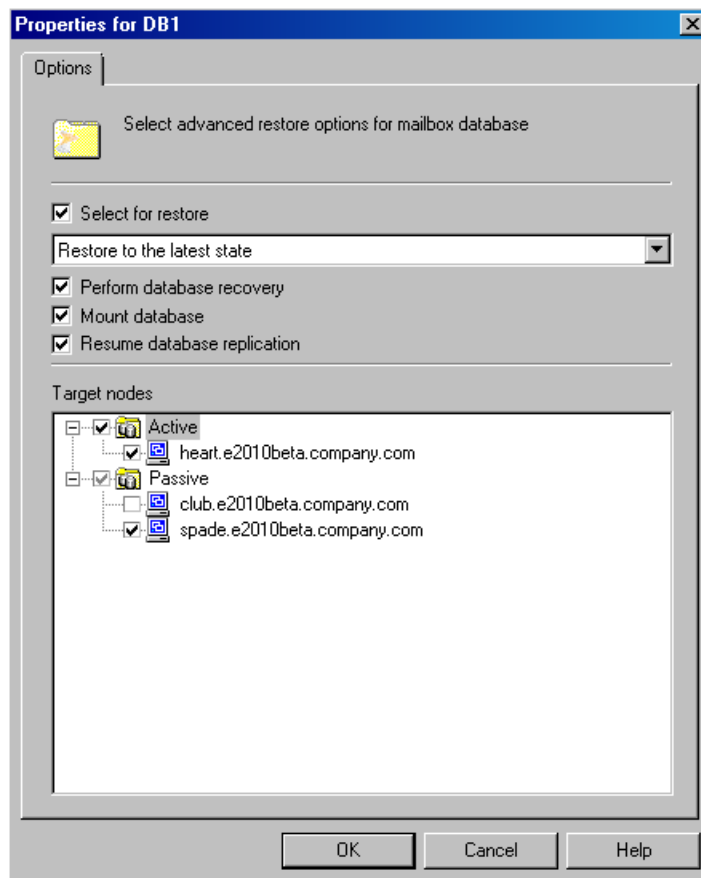 Properties for DB1
Options
Select advanced restore options for mailbox database
Select for restore
Restore to the latest state
Perform database recovery
Mount database
Resume database replication
Target nodes
Active
heart.e2010beta.company.com
Passive
club.e2010beta.company.com
spade.e2010beta.company.com
OK Cancel Help